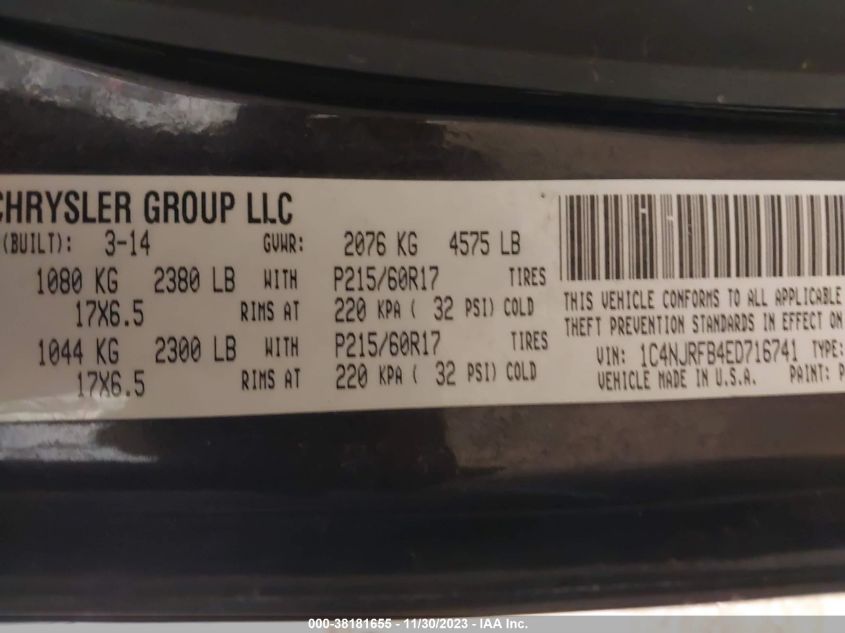 CHRYSLER GROUP LLC
(BUILT): 3-14 GVWR: 2076 KG 4575 LB
1080 KG 2380 LB WITH P215/60R17 TIRES
17X6.5 RIMS AT 220 KPA ( 32 PSI) COLD
1044 KG 2300 LB WITH P215/60R17 TIRES
17X6.5 RIMS AT 220 KPA ( 32 PSI) COLD
THIS VEHICLE CONFORMS TO ALL APPLICABLE
THEFT PREVENTION STANDARDS IN EFFECT ON
VIN: 1C4NJRFB4ED716741 TYPE:
VEHICLE MADE IN U.S.A. PAINT: P
000-38181655 - 11/30/2023 - IAA Inc.